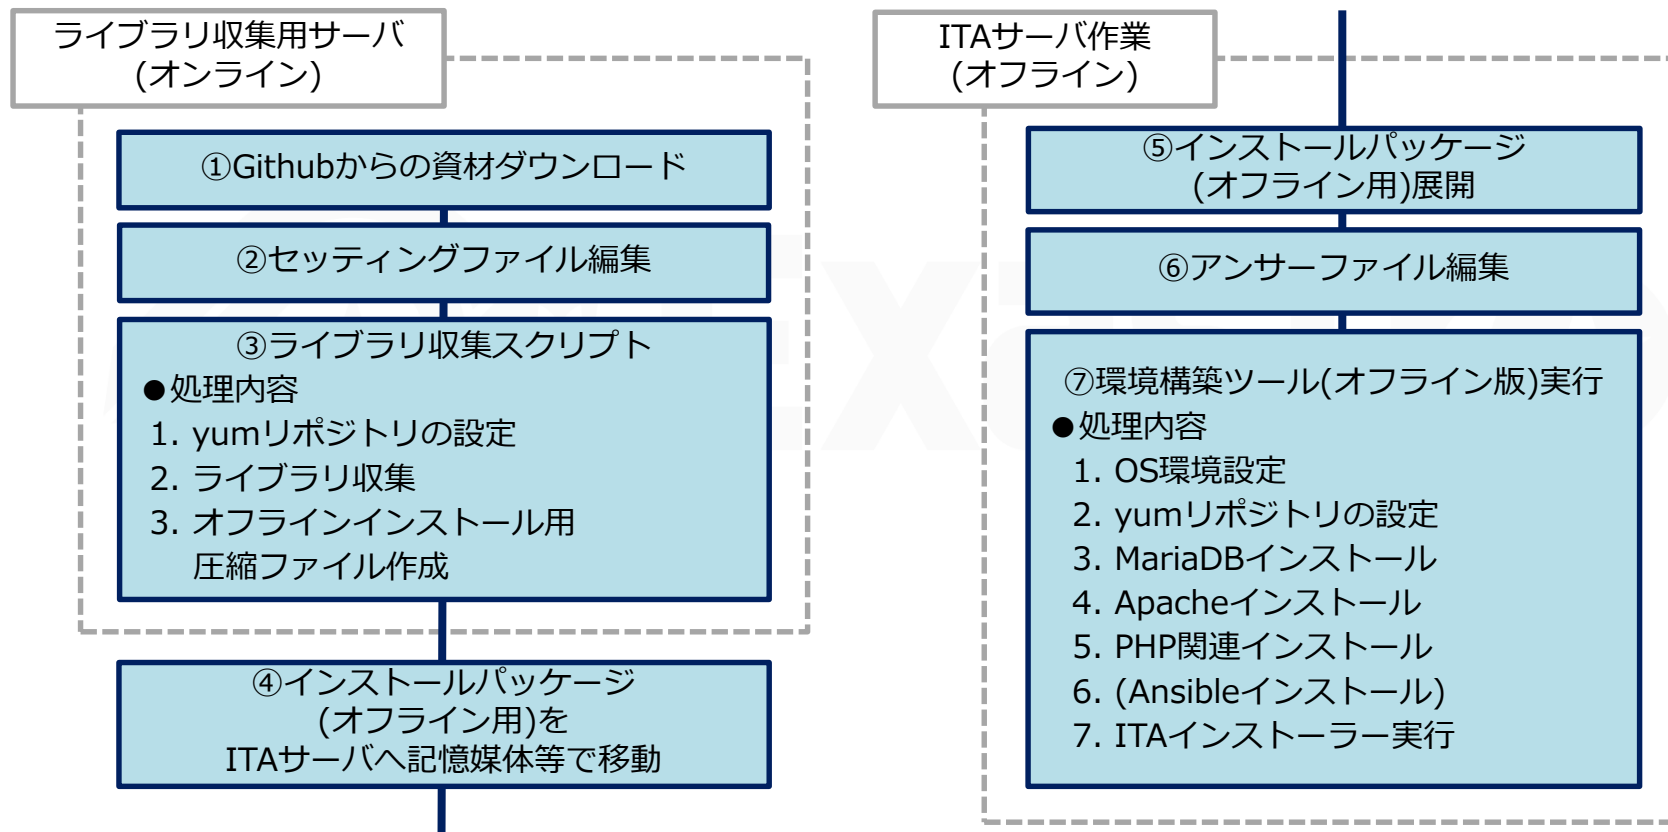 ライブラリ収集用サーバ
(オンライン)
①Githubからの資材ダウンロード
②セッティングファイル編集
③ライブラリ収集スクリプト
●処理内容
1. yumリポジトリの設定
2. ライブラリ収集
3. オフラインインストール用
圧縮ファイル作成
④インストールパッケージ
(オフライン用)を
ITAサーバへ記憶媒体等で移動
ITAサーバ作業
(オフライン)
⑤インストールパッケージ
(オフライン用)展開
⑥アンサーファイル編集
⑦環境構築ツール(オフライン版)実行
●処理内容
1. OS環境設定
2. yumリポジトリの設定
3. MariaDBインストール
4. Apacheインストール
5. PHP関連インストール
6. (Ansibleインストール)
7. ITAインストーラー実行